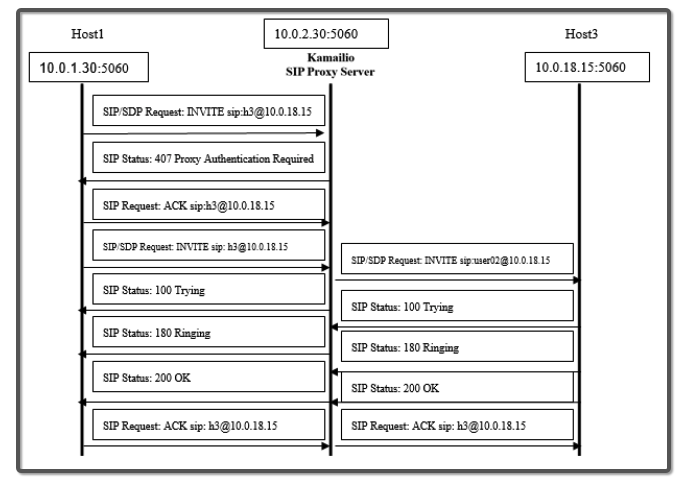 Host1
10.0.2.30:5060
Host3
10.0.1.30:5060
Kamailio
SIP Proxy Server
10.0.18.15:5060
SIP/SDP Request: INVITE sip:h3@10.0.18.15
SIP Status: 407 Proxy Authentication Required
SIP Request: ACK sip:h3@10.0.18.15
SIP/SDP Request: INVITE sip: h3@10.0.18.15
SIP/SDP Request: INVITE sip:user02@10.0.18.15
SIP Status: 100 Trying
SIP Status: 100 Trying
SIP Status: 180 Ringing
SIP Status: 180 Ringing
SIP Status: 200 OK
SIP Status: 200 OK
SIP Request: ACK sip: h3@10.0.18.15
SIP Request: ACK sip: h3@10.0.18.15